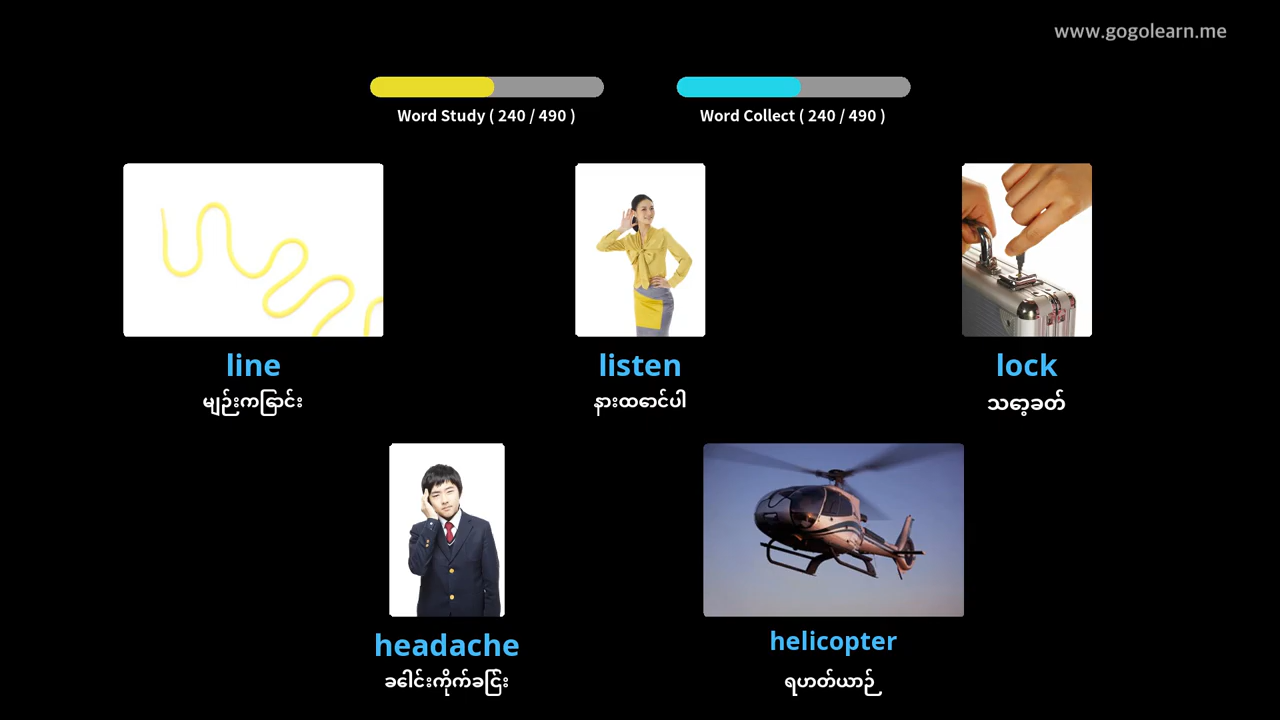 www.gogolearn.me
Word Study ( 240 / 490 )
Word Collect ( 240 / 490 )
line
မျဉ်းကြောင်း
listen
နားထောင်ပါ
lock
သော့ခတ်
headache
ခေါင်းကိုက်ခြင်း
helicopter
ရဟတ်ယာဉ်